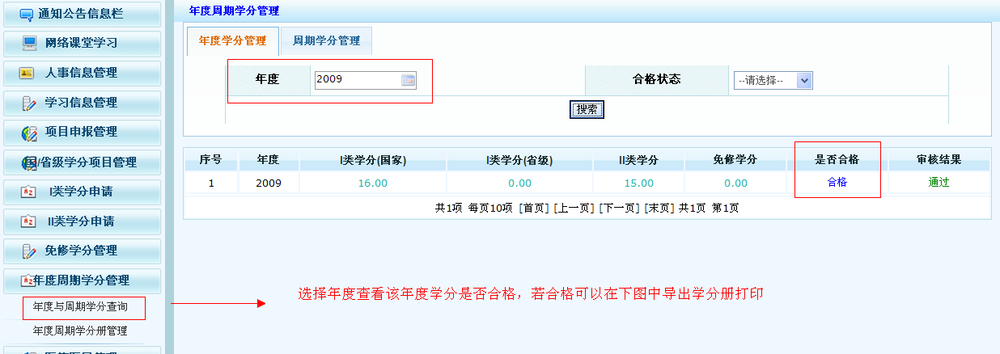 通知公告信息栏
网络课堂学习
人事信息管理
学习信息管理
项目申报管理
/省级学分项目管理
I类学分申请
II类学分申请
免修学分管理
年度周期学分管理
年度与周期学分查询
年度周期学分册管理
年度周期学分管理
年度学分管理 周期学分管理
年度 2009 合格状态 --请选择--
搜索
序号 年度 I类学分(国家) I类学分(省级) II类学分 免修学分 是否合格 审核结果
1 2009 16.00 0.00 15.00 0.00 合格 通过
共1项 每页10项 [首页] [上一页] [下一页] [末页] 共1页 第1页
选择年度查看该年度学分是否合格，若合格可以在下图中导出学分册打印